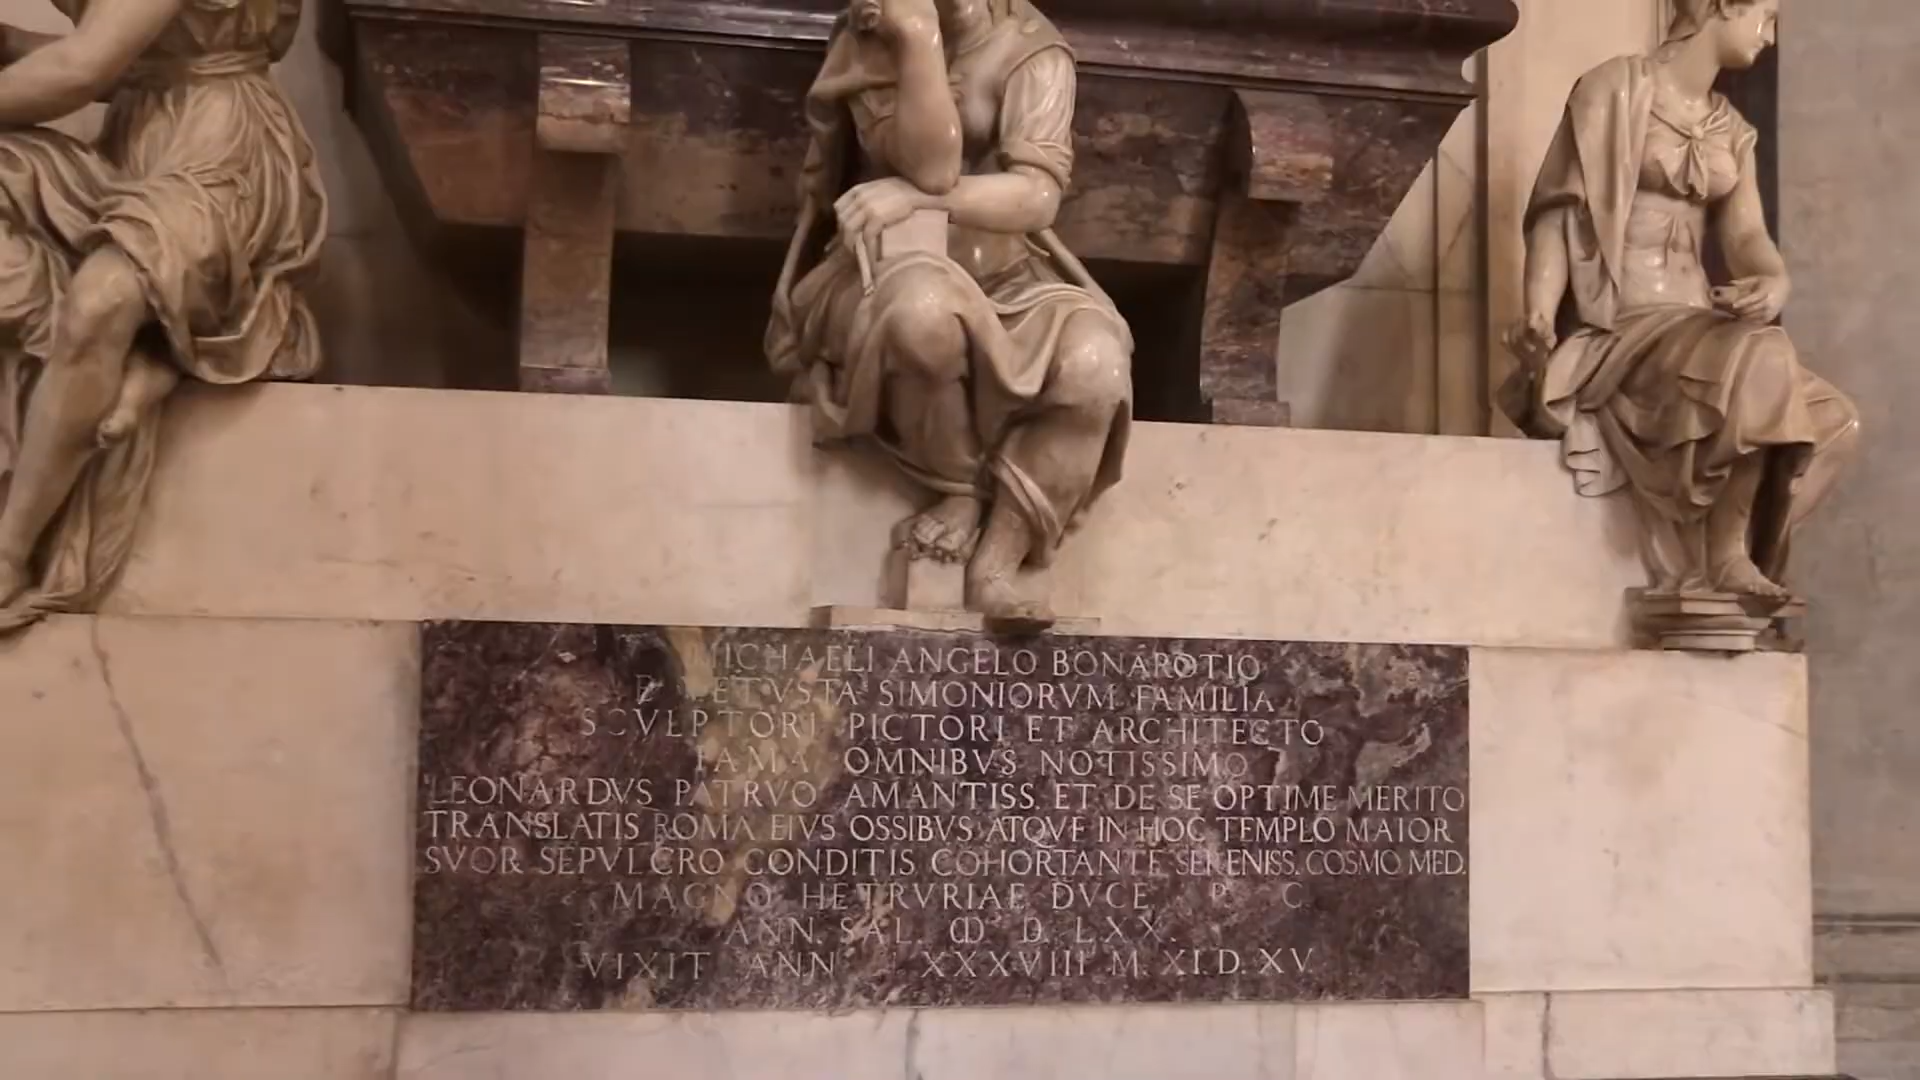 MICHAELI ANGELO BONAROTIO
E VETVSTA SIMONIORVM FAMILIA
SCVLPTORI PICTORI ET ARCHITECTO
FAMA OMNIBVS NOTISSIMO
LEONARDVS PATRVO AMANTISS. ET DE SE OPTIME MERITO
TRANSLATIS ROMA EIVS OSSIBVS ATQVE IN HOC TEMPLO MAIOR
SVOR SEPVLCRO CONDITIS COHORTANTE SERENISS. COSMO MED.
MAGNO HETRVRIAE DVCE P. C
ANN. SAL. ↀ D. LXX.
VIXIT ANN LXXXVIII M. XI. D. XV